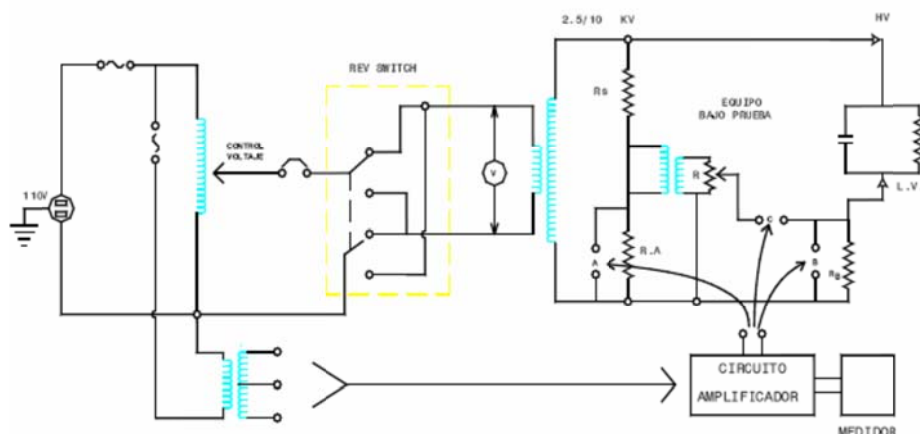 2.5/10 KV
HV
REV SWITCH
Rs
EQUIPO
BAJO PRUEBA
CONTROL
VOLTAJE
V
R
110V
L.V
C
R.A
A
B
RB
CIRCUITO
AMPLIFICADOR
MEDIDOR